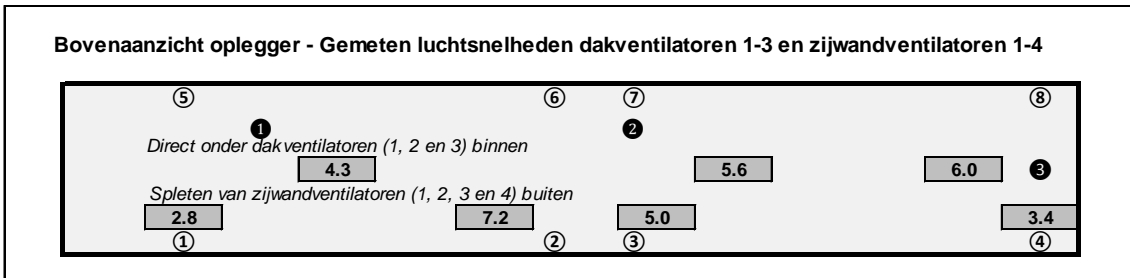 Bovenaanzicht oplegger - Gemeten luchtsnelheden dakventilatoren 1-3 en zijwandventilatoren 1-4
⑤ ⑥ ⑦ ⑧
❶ ❷
Direct onder dakventilatoren (1, 2 en 3) binnen
4.3 5.6 6.0 ❸
Spleten van zijwandventilatoren (1, 2, 3 en 4) buiten
2.8 7.2 5.0 3.4
① ② ③ ④